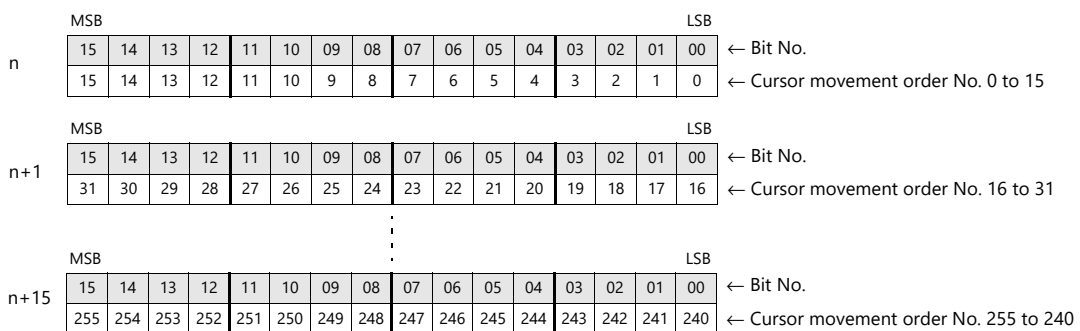 MSB LSB
15 14 13 12 11 10 09 08 07 06 05 04 03 02 01 00 ← Bit No.
n
15 14 13 12 11 10 9 8 7 6 5 4 3 2 1 0 ← Cursor movement order No. 0 to 15
MSB LSB
15 14 13 12 11 10 09 08 07 06 05 04 03 02 01 00 ← Bit No.
n+1
31 30 29 28 27 26 25 24 23 22 21 20 19 18 17 16 ← Cursor movement order No. 16 to 31
MSB LSB
15 14 13 12 11 10 09 08 07 06 05 04 03 02 01 00 ← Bit No.
n+15
255 254 253 252 251 250 249 248 247 246 245 244 243 242 241 240 ← Cursor movement order No. 255 to 240